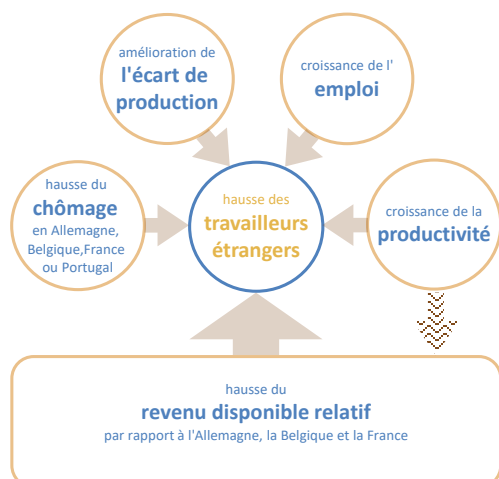 amélioration de
l'écart de
production
croissance de l'
emploi
hausse du
chômage
en Allemagne,
Belgique,France
ou Portugal
hausse des
travailleurs
étrangers
croissance de la
productivité
hausse du
revenu disponible relatif
par rapport à l'Allemagne, la Belgique et la France